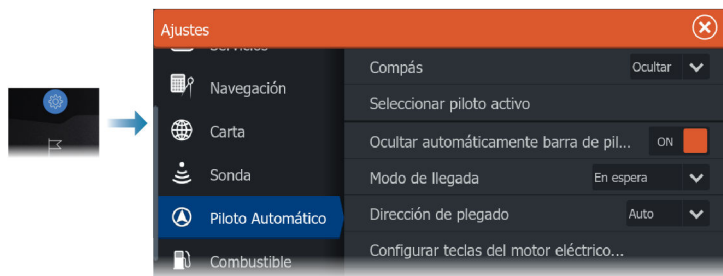 Ajustes
Servicios
Navegación
Carta
Sonda
Piloto Automático
Combustible
Compás
Ocultar
Seleccionar piloto activo
Ocultar automáticamente barra de pil...
ON
Modo de llegada
En espera
Dirección de plegado
Auto
Configurar teclas del motor eléctrico...